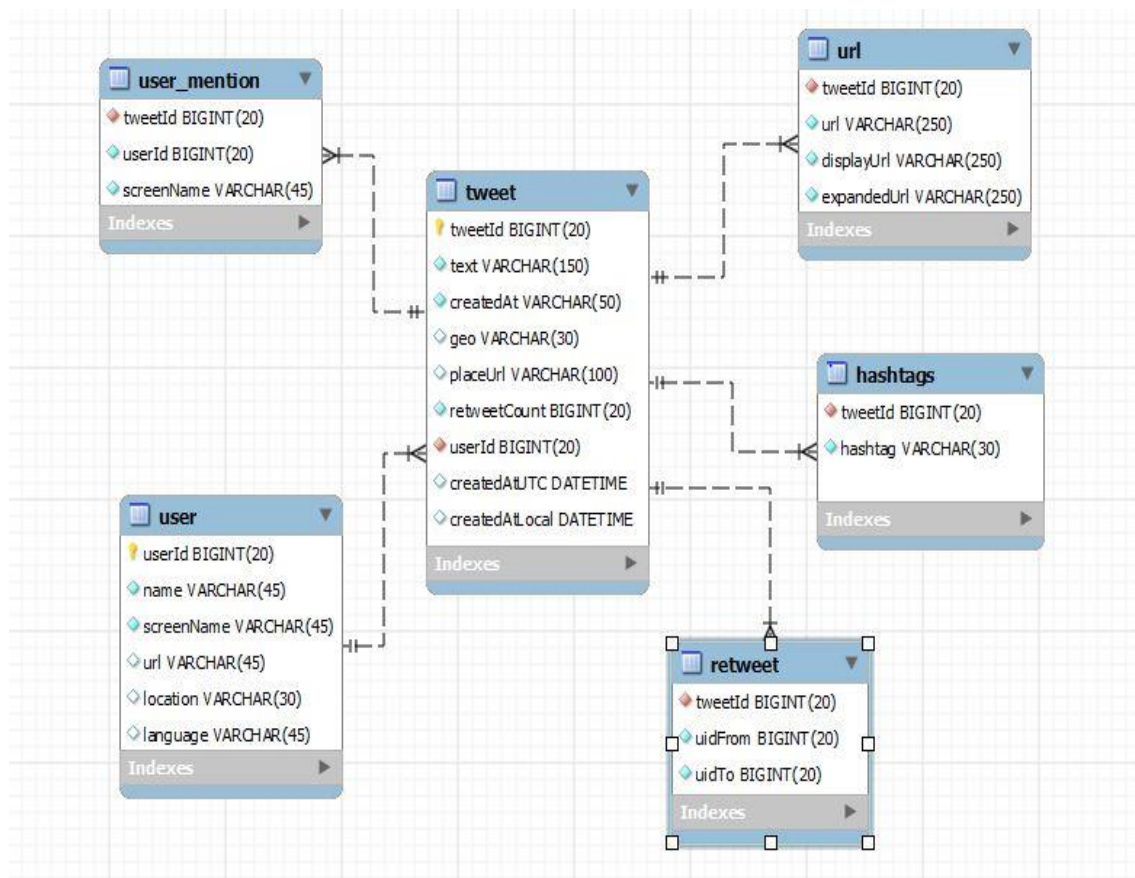 user_mention
tweetId BIGINT(20)
userId BIGINT(20)
screenName VARCHAR(45)
Indexes
url
tweetId BIGINT(20)
url VARCHAR(250)
displayUrl VARCHAR(250)
expandedUrl VARCHAR(250)
Indexes
tweet
tweetId BIGINT(20)
text VARCHAR(150)
createdAt VARCHAR(50)
geo VARCHAR(30)
placeUrl VARCHAR(100)
retweetCount BIGINT(20)
userId BIGINT(20)
createdAtUTC DATETIME
createdAtLocal DATETIME
Indexes
hashtags
tweetId BIGINT(20)
hashtag VARCHAR(30)
Indexes
user
userId BIGINT(20)
name VARCHAR(45)
screenName VARCHAR(45)
url VARCHAR(45)
location VARCHAR(30)
language VARCHAR(45)
Indexes
retweet
tweetId BIGINT(20)
uidFrom BIGINT(20)
uidTo BIGINT(20)
Indexes